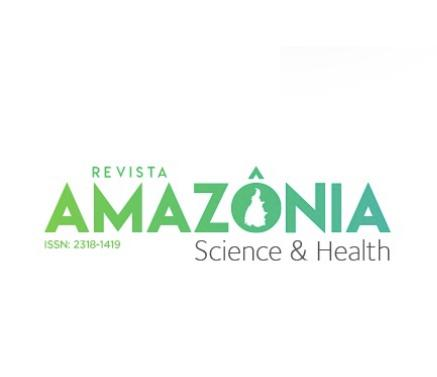 REVISTA
AMAZÔNIA
ISSN: 2318-1419
Science & Health